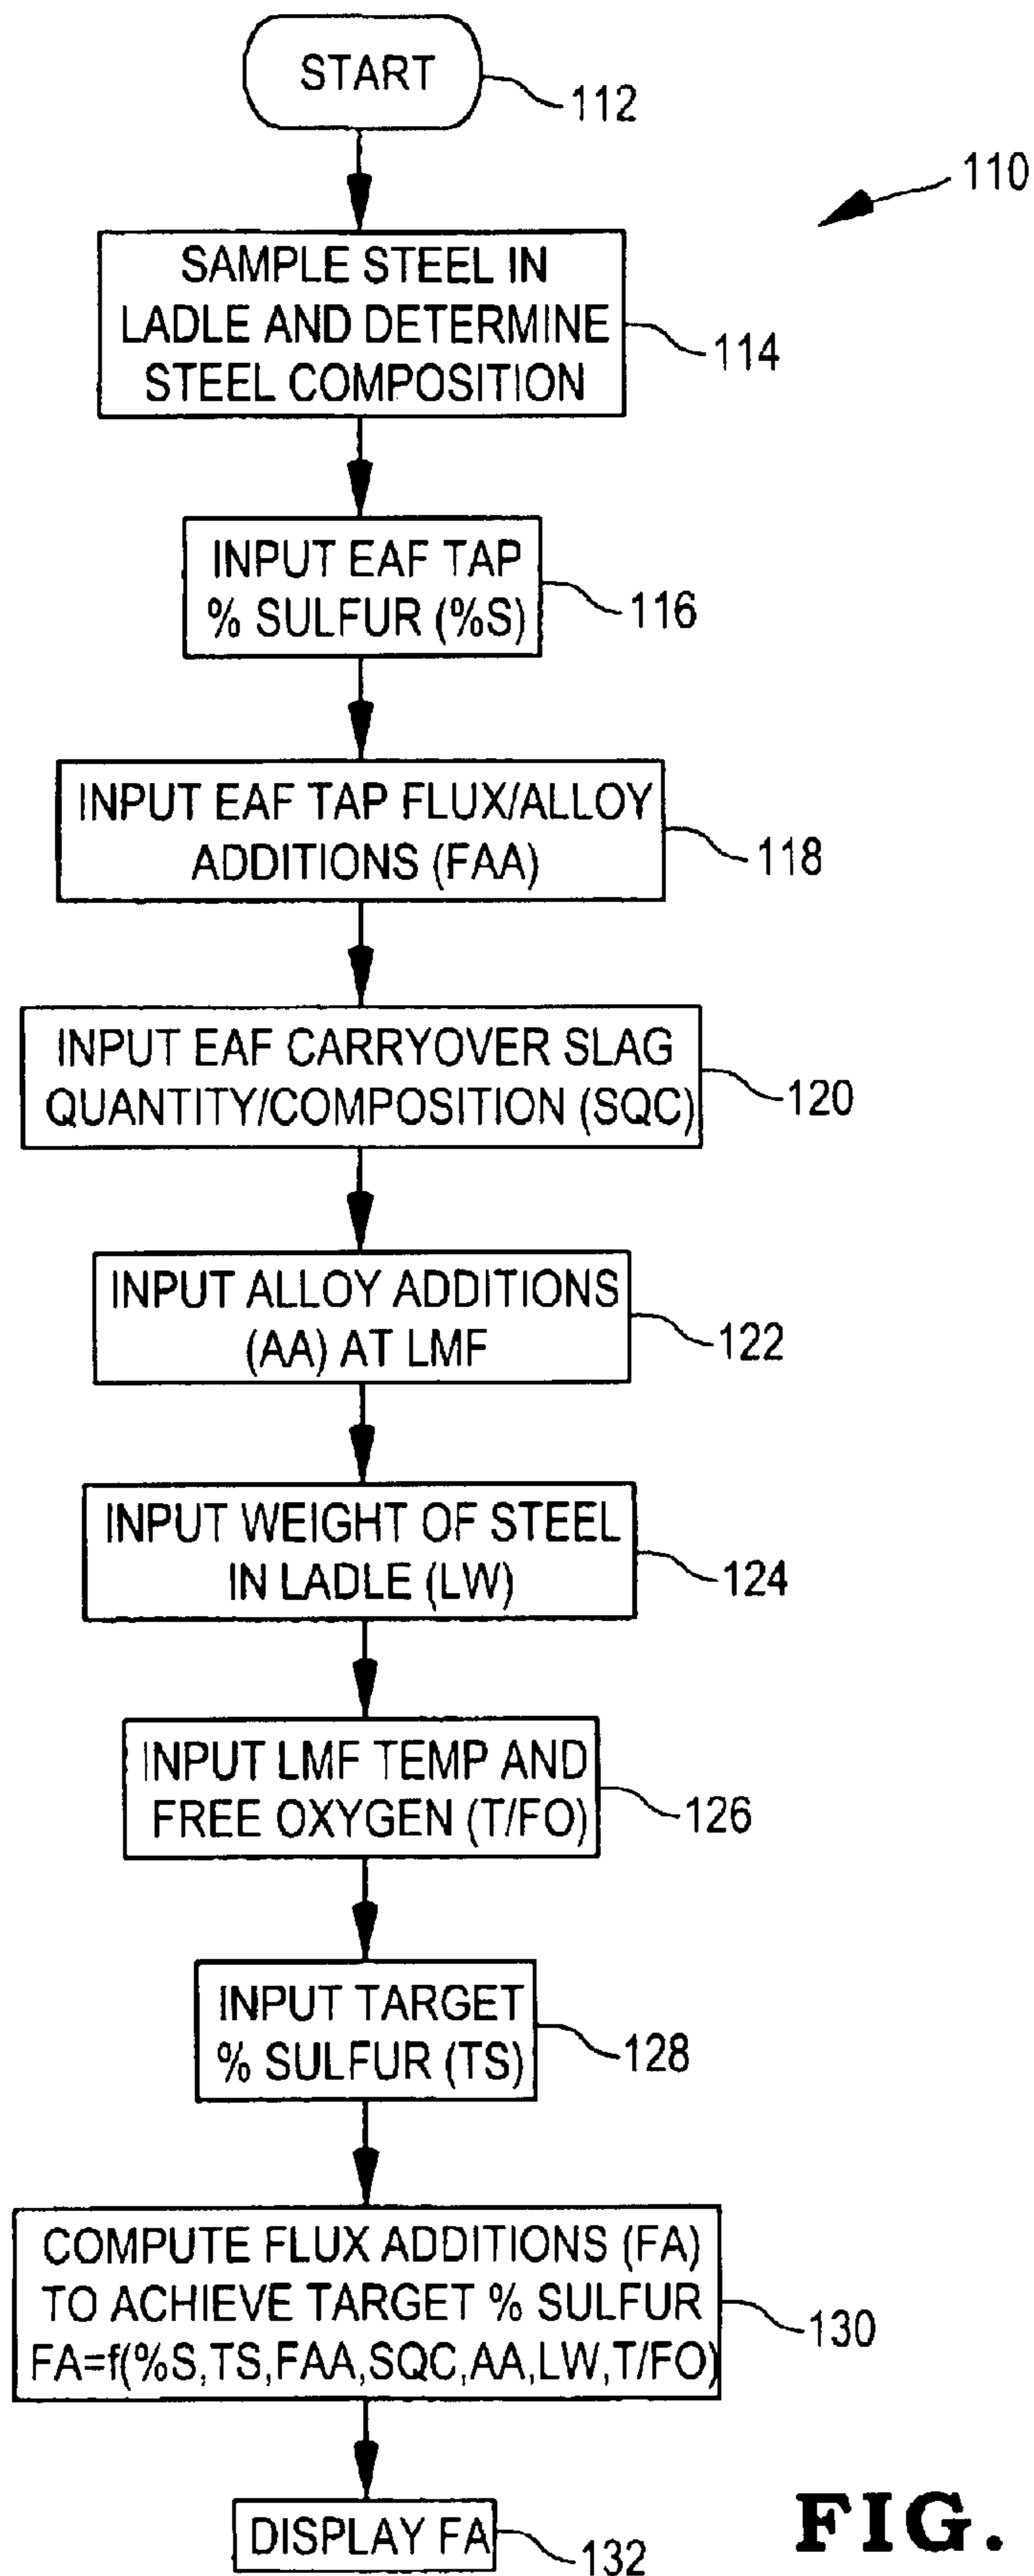 START
112
110
SAMPLE STEEL IN
LADLE AND DETERMINE
STEEL COMPOSITION
114
INPUT EAF TAP
% SULFUR (%S)
116
INPUT EAF TAP FLUX/ALLOY
ADDITIONS (FAA)
118
INPUT EAF CARRYOVER SLAG
QUANTITY/COMPOSITION (SQC)
120
INPUT ALLOY ADDITIONS
(AA) AT LMF
122
INPUT WEIGHT OF STEEL
IN LADLE (LW)
124
INPUT LMF TEMP AND
FREE OXYGEN (T/FO)
126
INPUT TARGET
% SULFUR (TS)
128
COMPUTE FLUX ADDITIONS (FA)
TO ACHIEVE TARGET % SULFUR
FA=f(%S,TS,FAA,SQC,AA,LW,T/FO)
130
DISPLAY FA
132
FIG.